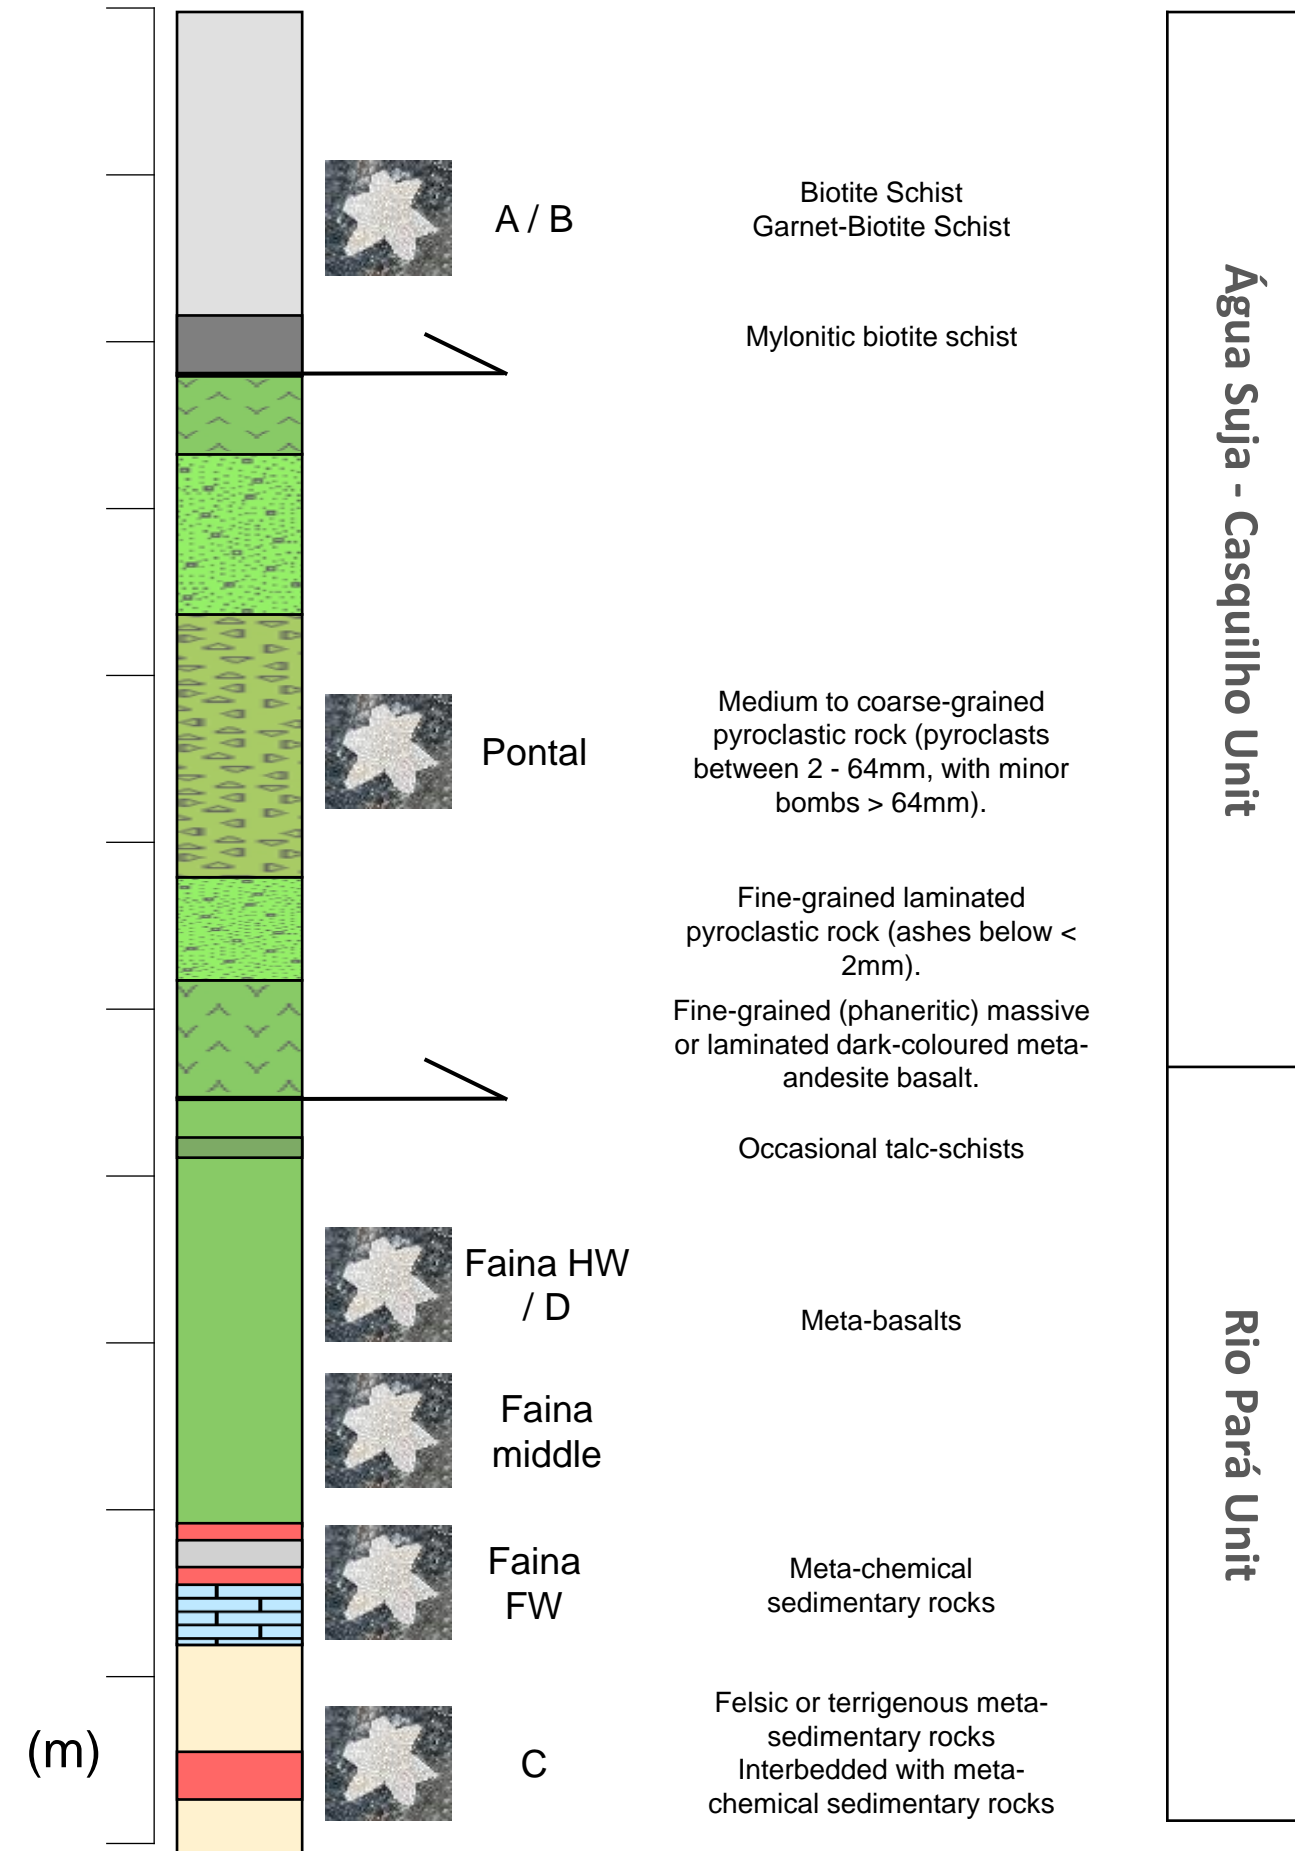 A / B
Biotite Schist
Garnet-Biotite Schist
Mylonitic biotite schist
Pontal
Medium to coarse-grained
pyroclastic rock (pyroclasts
between 2 - 64mm, with minor
bombs > 64mm).
Fine-grained laminated
pyroclastic rock (ashes below <
2mm).
Fine-grained (phaneritic) massive
or laminated dark-coloured meta-
andesite basalt.
Água Suja - Casquilho Unit
Occasional talc-schists
Faina HW
/ D
Meta-basalts
Faina
middle
Faina
FW
Meta-chemical
sedimentary rocks
C
Felsic or terrigenous meta-
sedimentary rocks
Interbedded with meta-
chemical sedimentary rocks
Rio Pará Unit
(m)